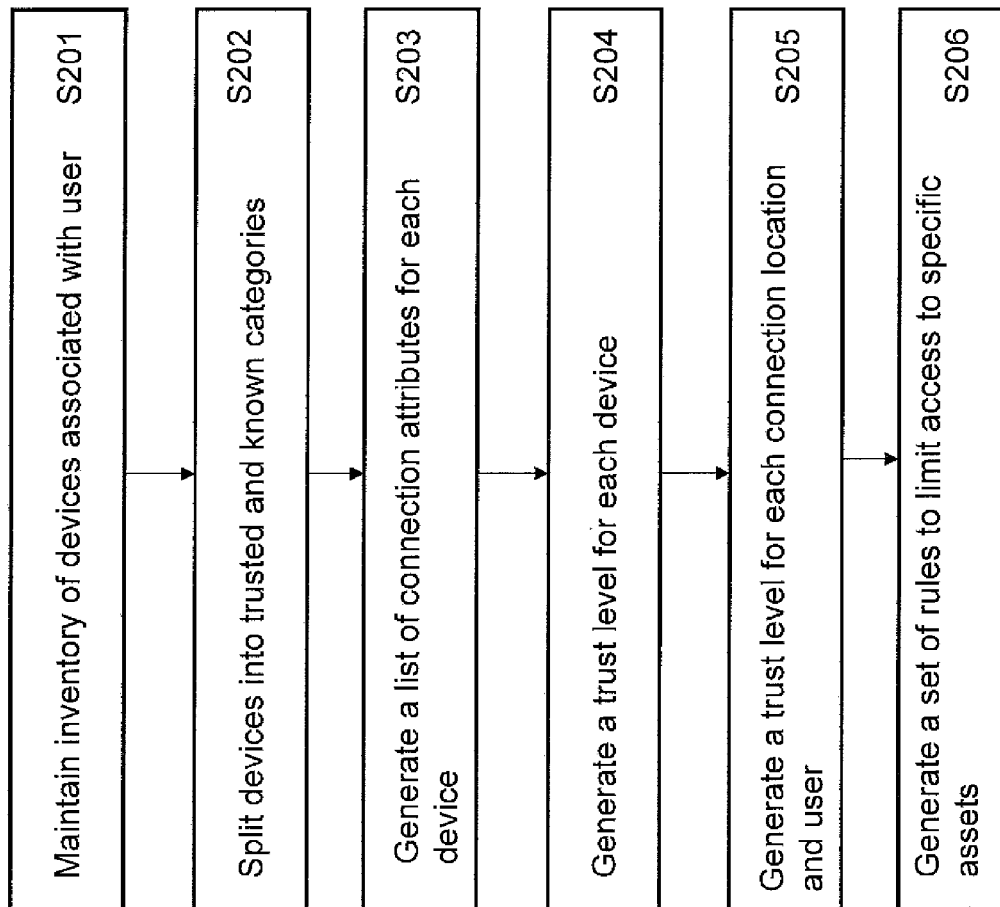 Maintain inventory of devices associated with user S201
Split devices into trusted and known categories S202
Generate a list of connection attributes for each S203
device
Generate a trust level for each device S204
Generate a trust level for each connection location S205
and user
Generate a set of rules to limit access to specific S206
assets